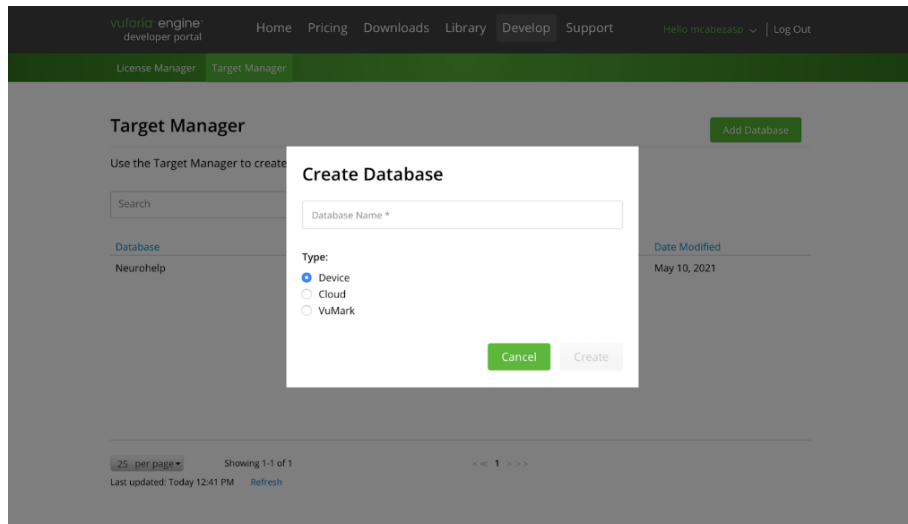 vuforia engine
developer portal
Home Pricing Downloads Library Develop Support
Hello mcabezasp | Log Out
License Manager Target Manager
Target Manager
Add Database
Use the Target Manager to create
Search
Database
Date Modified
Neurohelp
May 10, 2021
Create Database
Database Name *
Type:
Device
Cloud
VuMark
Cancel
Create
25 per page
Showing 1-1 of 1
<< 1 >>>
Last updated: Today 12:41 PM Refresh